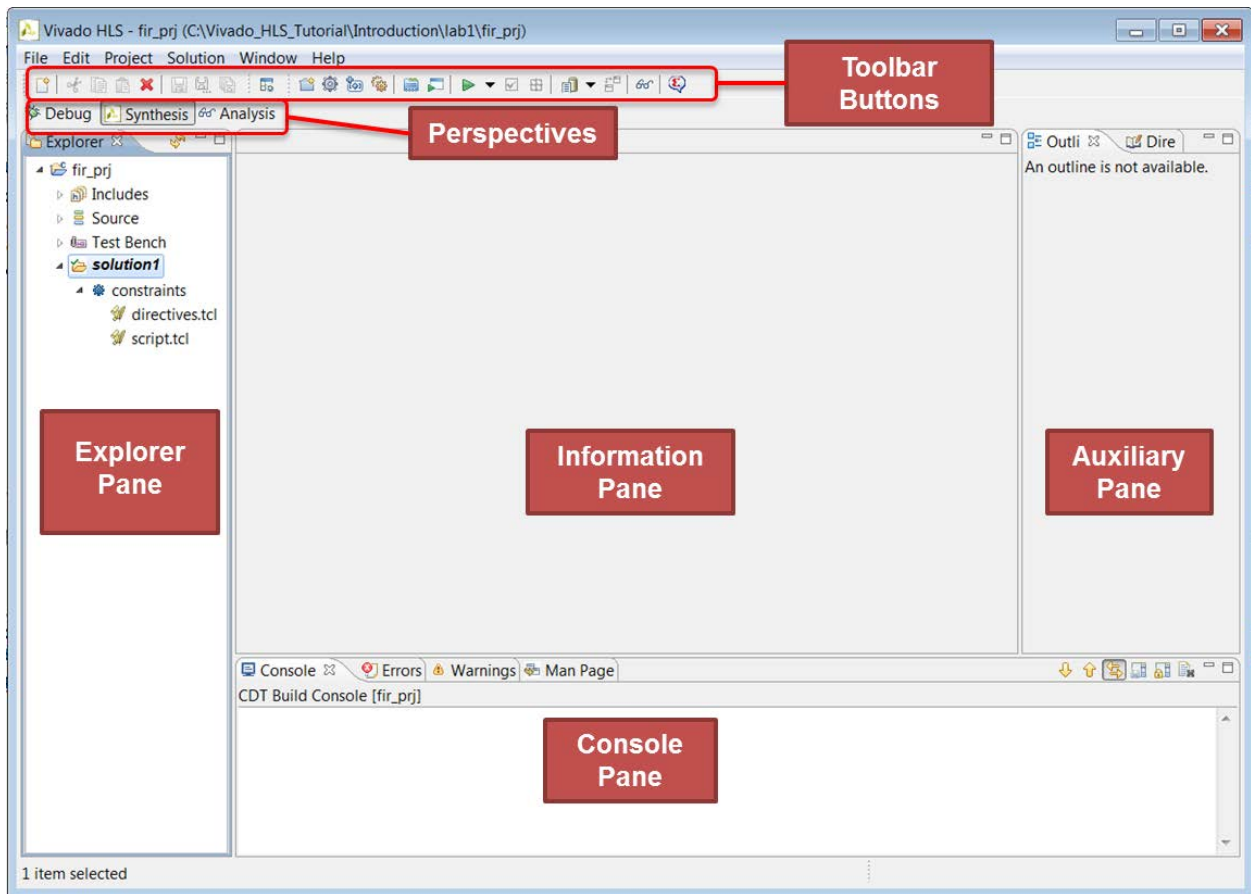 Vivado HLS - fir_prj (C:\Vivado_HLS_Tutorial\Introduction\lab1\fir_prj)
File Edit Project Solution Window Help
Toolbar
Buttons
Debug Synthesis Analysis
Perspectives
Explorer
Outli Dire
fir_prj
An outline is not available.
Includes
Source
Test Bench
solution1
constraints
directives.tcl
script.tcl
Explorer
Pane
Information
Pane
Auxiliary
Pane
Console Errors Warnings Man Page
CDT Build Console [fir_prj]
Console
Pane
1 item selected